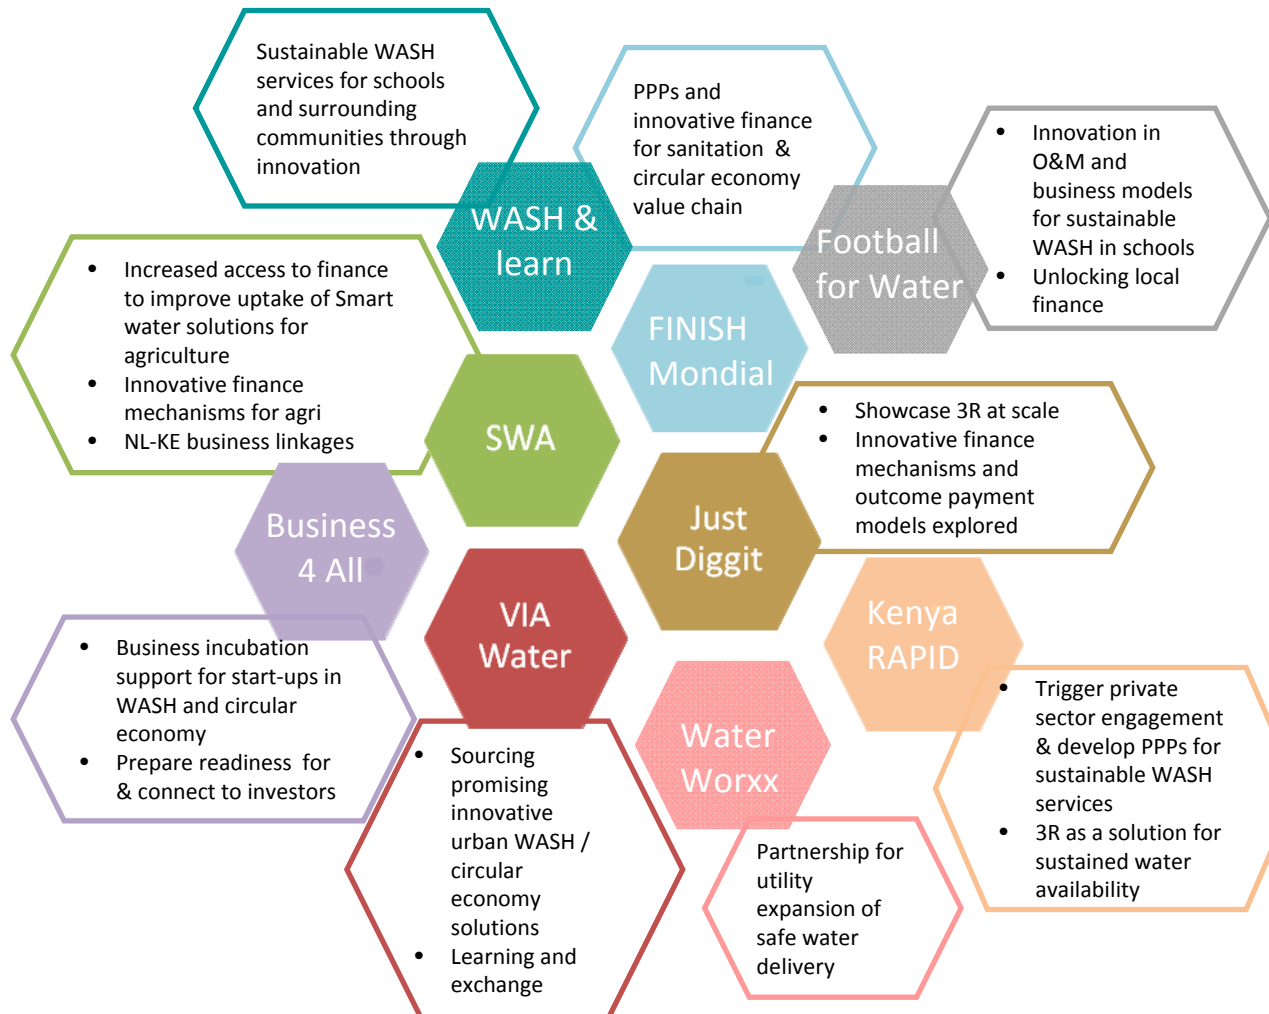 Sustainable WASH
services for schools
and surrounding
communities through
innovation
WASH &
learn
PPPs and
innovative finance
for sanitation &
circular economy
value chain
FINISH
Mondial
• Innovation in
O&M and
business models
for sustainable
WASH in schools
• Unlocking local
finance
Football
for Water
• Increased access to finance
to improve uptake of Smart
water solutions for
agriculture
• Innovative finance
mechanisms for agri
• NL-KE business linkages
SWA
• Showcase 3R at scale
• Innovative finance
mechanisms and
outcome payment
models explored
Just
Diggit
Business
4 All
• Business incubation
support for start-ups in
WASH and circular
economy
• Prepare readiness for
& connect to investors
VIA
Water
• Sourcing
promising
innovative
urban WASH /
circular
economy
solutions
• Learning and
exchange
Water
Worxx
Partnership for
utility
expansion of
safe water
delivery
Kenya
RAPID
• Trigger private
sector engagement
& develop PPPs for
sustainable WASH
services
• 3R as a solution for
sustained water
availability